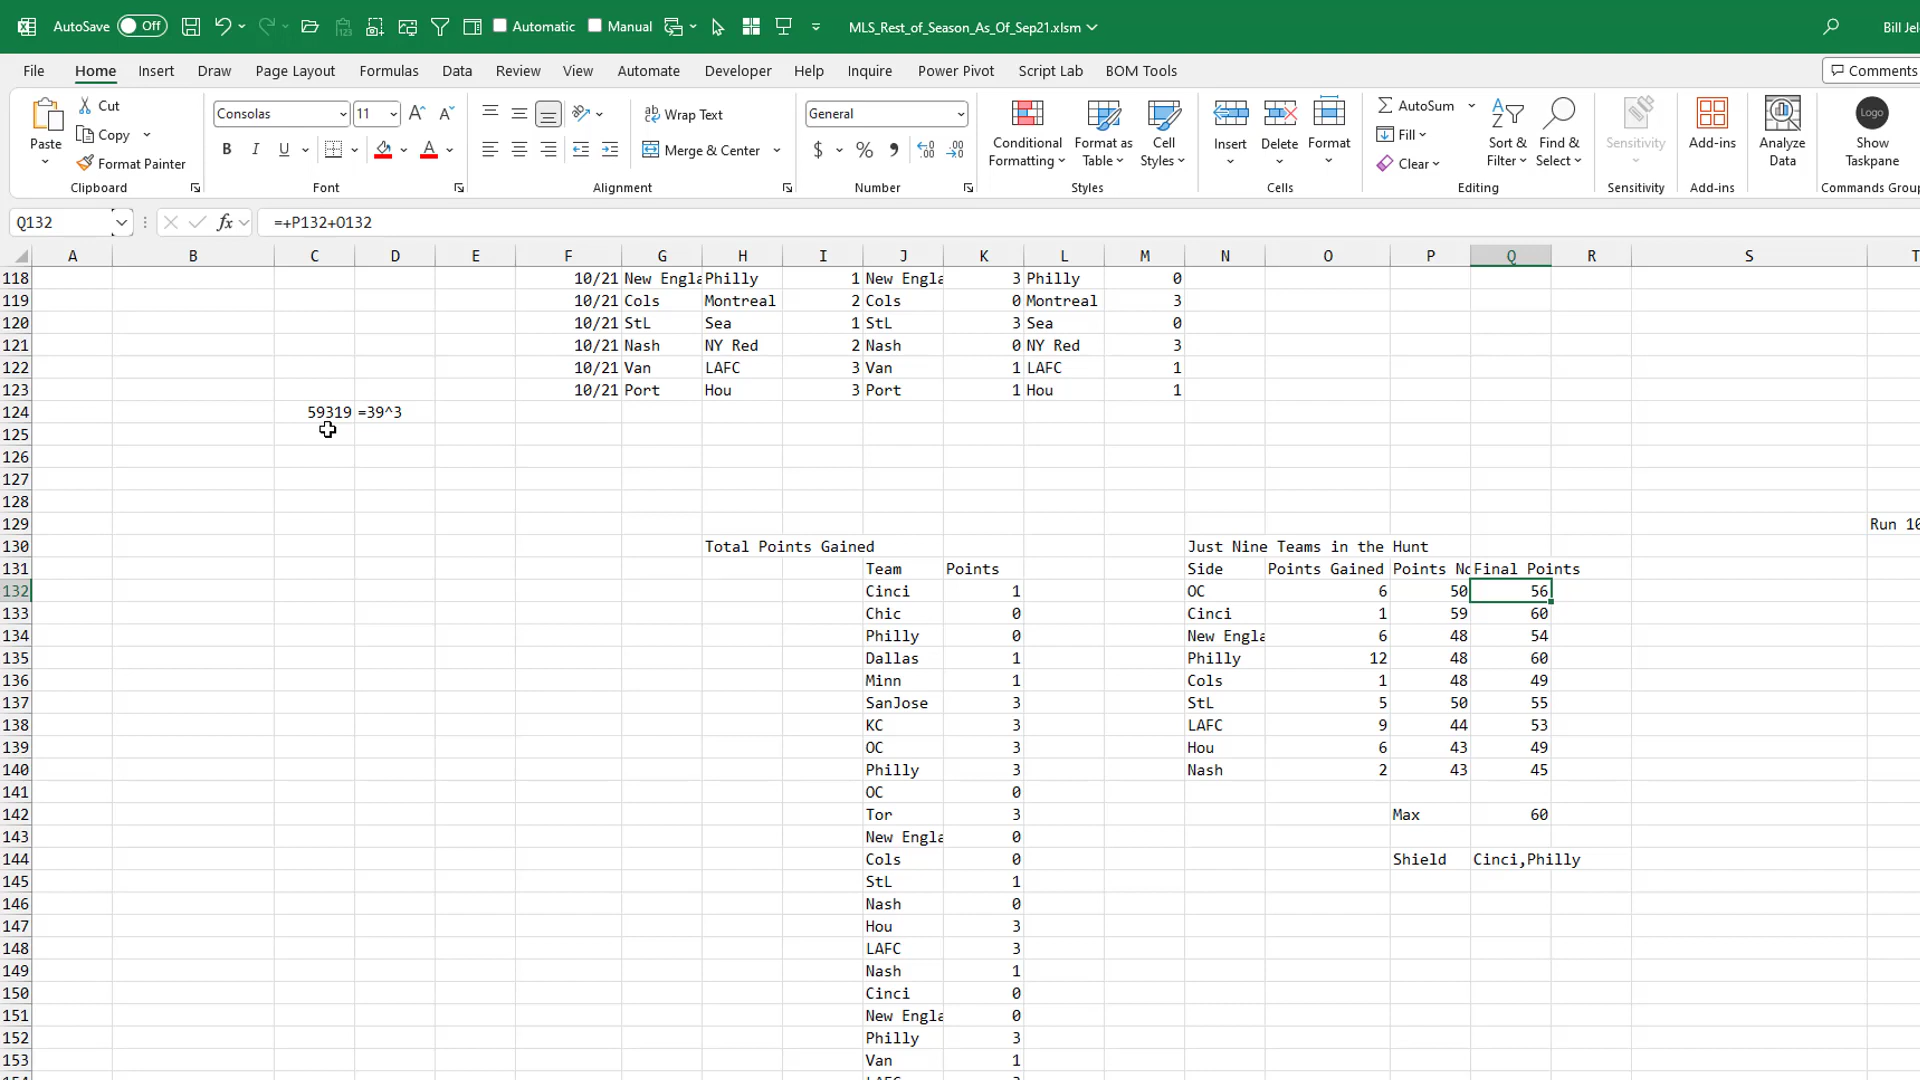 AutoSave Off Automatic Manual MLS_Rest_of_Season_As_Of_Sep21.xlsm Bill Jel
File Home Insert Draw Page Layout Formulas Data Review View Automate Developer Help Inquire Power Pivot Script Lab BOM Tools Comments
Paste Cut Copy Format Painter Clipboard
Consolas 11 B I U Font
Wrap Text Merge & Center Alignment
General $ % Number
Conditional Formatting Format as Table Cell Styles Styles
Insert Delete Format Cells
AutoSum Fill Clear Sort & Filter Find & Select Editing
Sensitivity Sensitivity
Add-ins Add-ins
Analyze Data
Logo Show Taskpane Commands Group
Q132 fx =+P132+O132
A B C D E F G H I J K L M N O P Q R S T
118 10/21 New Engla Philly 1 New Engla 3 Philly 0
119 10/21 Cols Montreal 2 Cols 0 Montreal 3
120 10/21 StL Sea 1 StL 3 Sea 0
121 10/21 Nash NY Red 2 Nash 0 NY Red 3
122 10/21 Van LAFC 3 Van 1 LAFC 1
123 10/21 Port Hou 3 Port 1 Hou 1
124 59319 =39^3
125
126
127
128
129 Run 10
130 Total Points Gained Just Nine Teams in the Hunt
131 Team Points Side Points Gained Points No Final Points
132 Cinci 1 OC 6 50 56
133 Chic 0 Cinci 1 59 60
134 Philly 0 New Engla 6 48 54
135 Dallas 1 Philly 12 48 60
136 Minn 1 Cols 1 48 49
137 SanJose 3 StL 5 50 55
138 KC 3 LAFC 9 44 53
139 OC 3 Hou 6 43 49
140 Philly 3 Nash 2 43 45
141 OC 0
142 Tor 3 Max 60
143 New Engla 0
144 Cols 0 Shield Cinci,Philly
145 StL 1
146 Nash 0
147 Hou 3
148 LAFC 3
149 Nash 1
150 Cinci 0
151 New Engla 0
152 Philly 3
153 Van 1